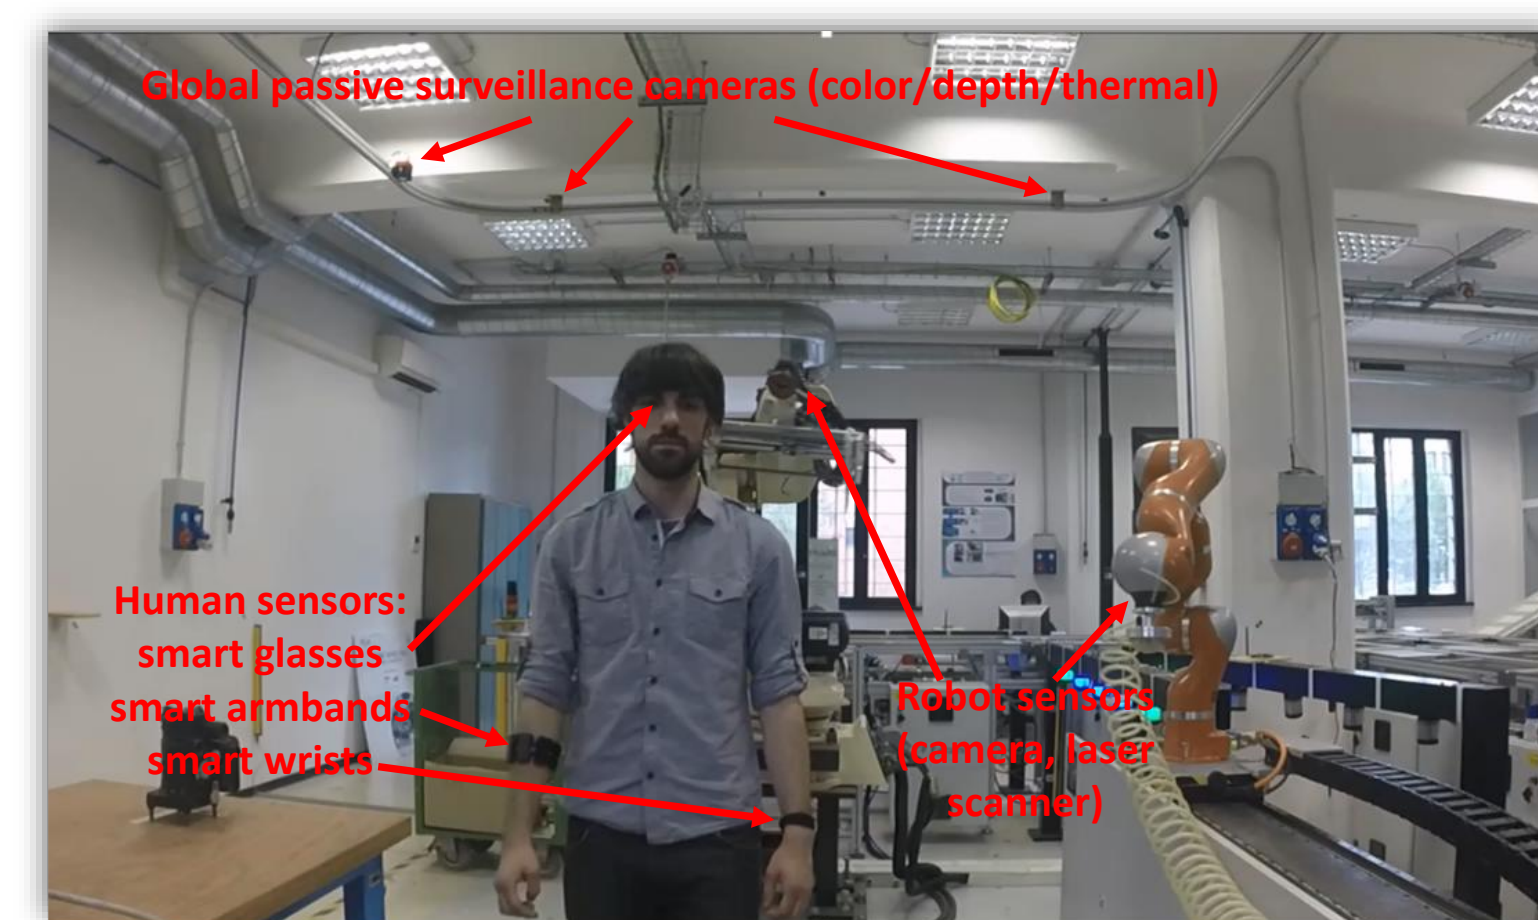 Global passive surveillance cameras (color/depth/thermal)
Human sensors:
smart glasses
smart armbands
smart wrists
Robot sensors
(camera, laser
scanner)